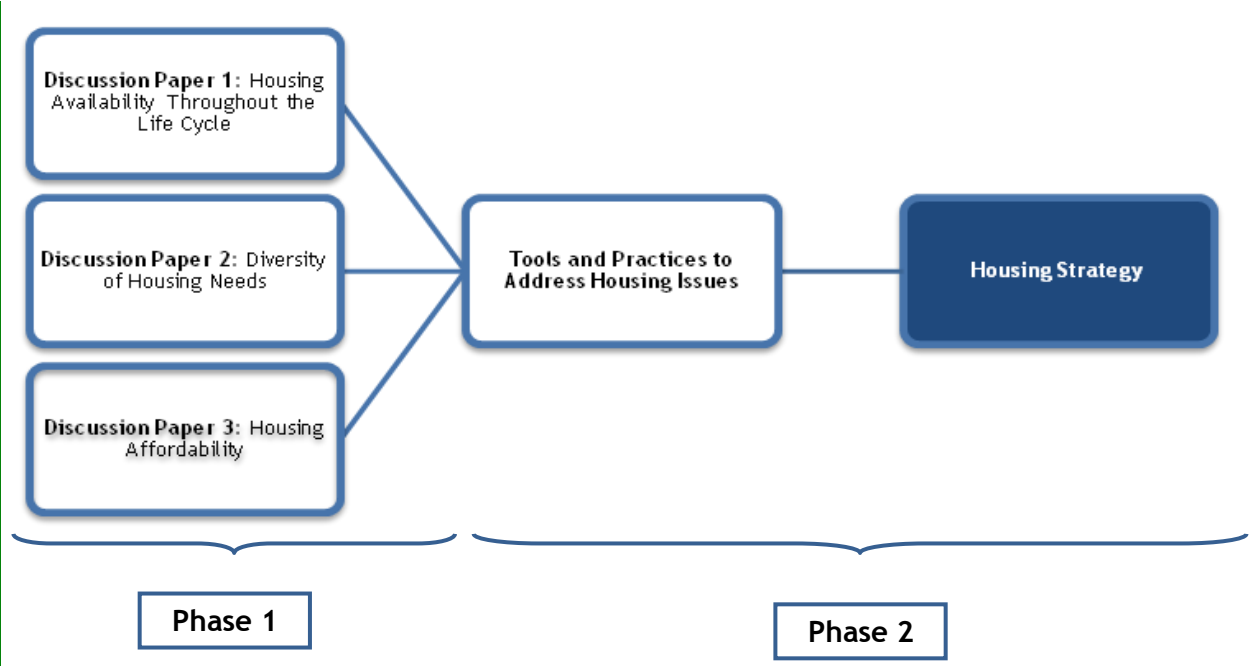 Discussion Paper 1: Housing
Availability Throughout the
Life Cycle
Discussion Paper 2: Diversity
of Housing Needs
Discussion Paper 3: Housing
Affordability
Tools and Practices to
Address Housing Issues
Housing Strategy
Phase 1
Phase 2